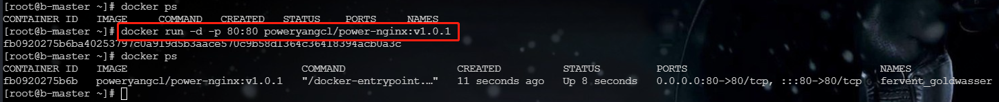 [root@b-master ~]# docker ps
CONTAINER ID   IMAGE     COMMAND   CREATED   STATUS    PORTS     NAMES
[root@b-master ~]# docker run -d -p 80:80 poweryangcl/power-nginx:v1.0.1
fb0920275b6ba40253797c0a919d5b3aace570c9b58d1364c36418394acb0a3c
[root@b-master ~]# docker ps
CONTAINER ID   IMAGE                            COMMAND                  CREATED          STATUS         PORTS                               NAMES
fb0920275b6b   poweryangcl/power-nginx:v1.0.1   "/docker-entrypoint.…"   11 seconds ago   Up 8 seconds   0.0.0.0:80->80/tcp, :::80->80/tcp   fervent_goldwasser
[root@b-master ~]#